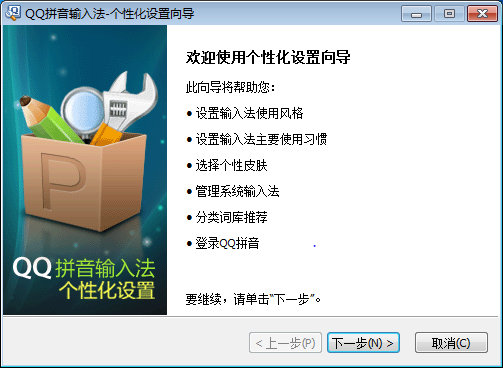 QQ拼音输入法-个性化设置向导
欢迎使用个性化设置向导
此向导将帮助您：
• 设置输入法使用风格
• 设置输入法主要使用习惯
• 选择个性皮肤
• 管理系统输入法
• 分类词库推荐
• 登录QQ拼音
P
QQ 拼音输入法
个性化设置
要继续，请单击“下一步”。
< 上一步(P)
下一步(N) >
取消(C)